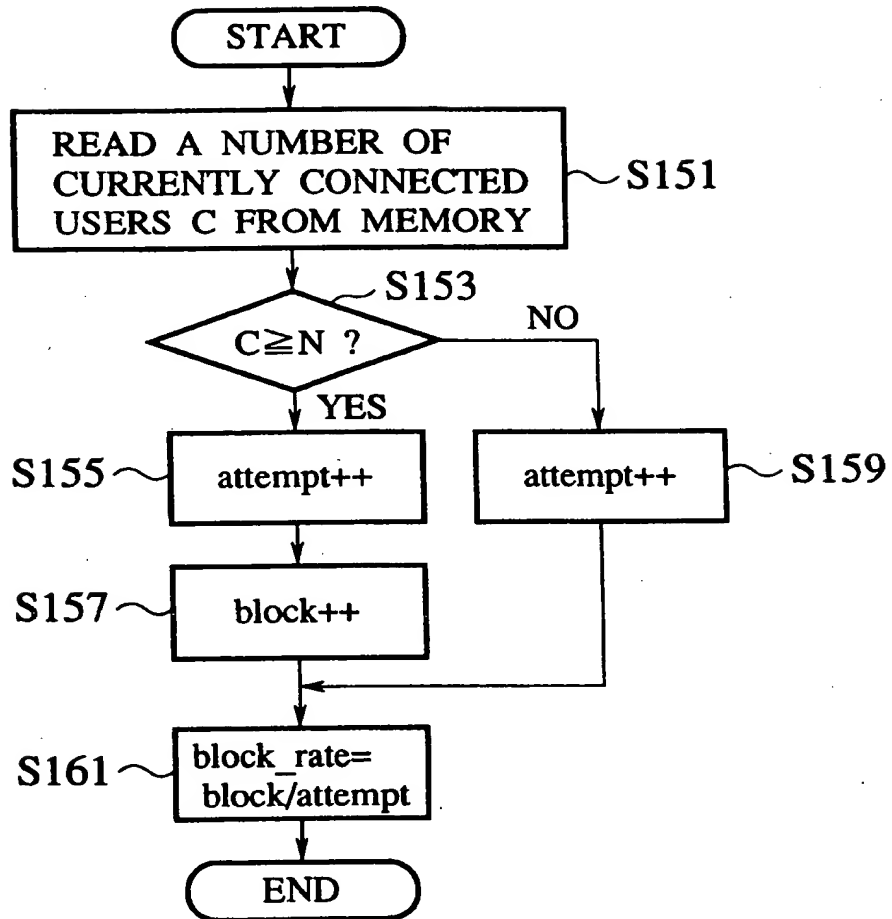 START
READ A NUMBER OF
CURRENTLY CONNECTED
USERS C FROM MEMORY
S151
S153
C≧N ?
NO
YES
S155
attempt++
attempt++
S159
S157
block++
S161
block_rate=
block/attempt
END